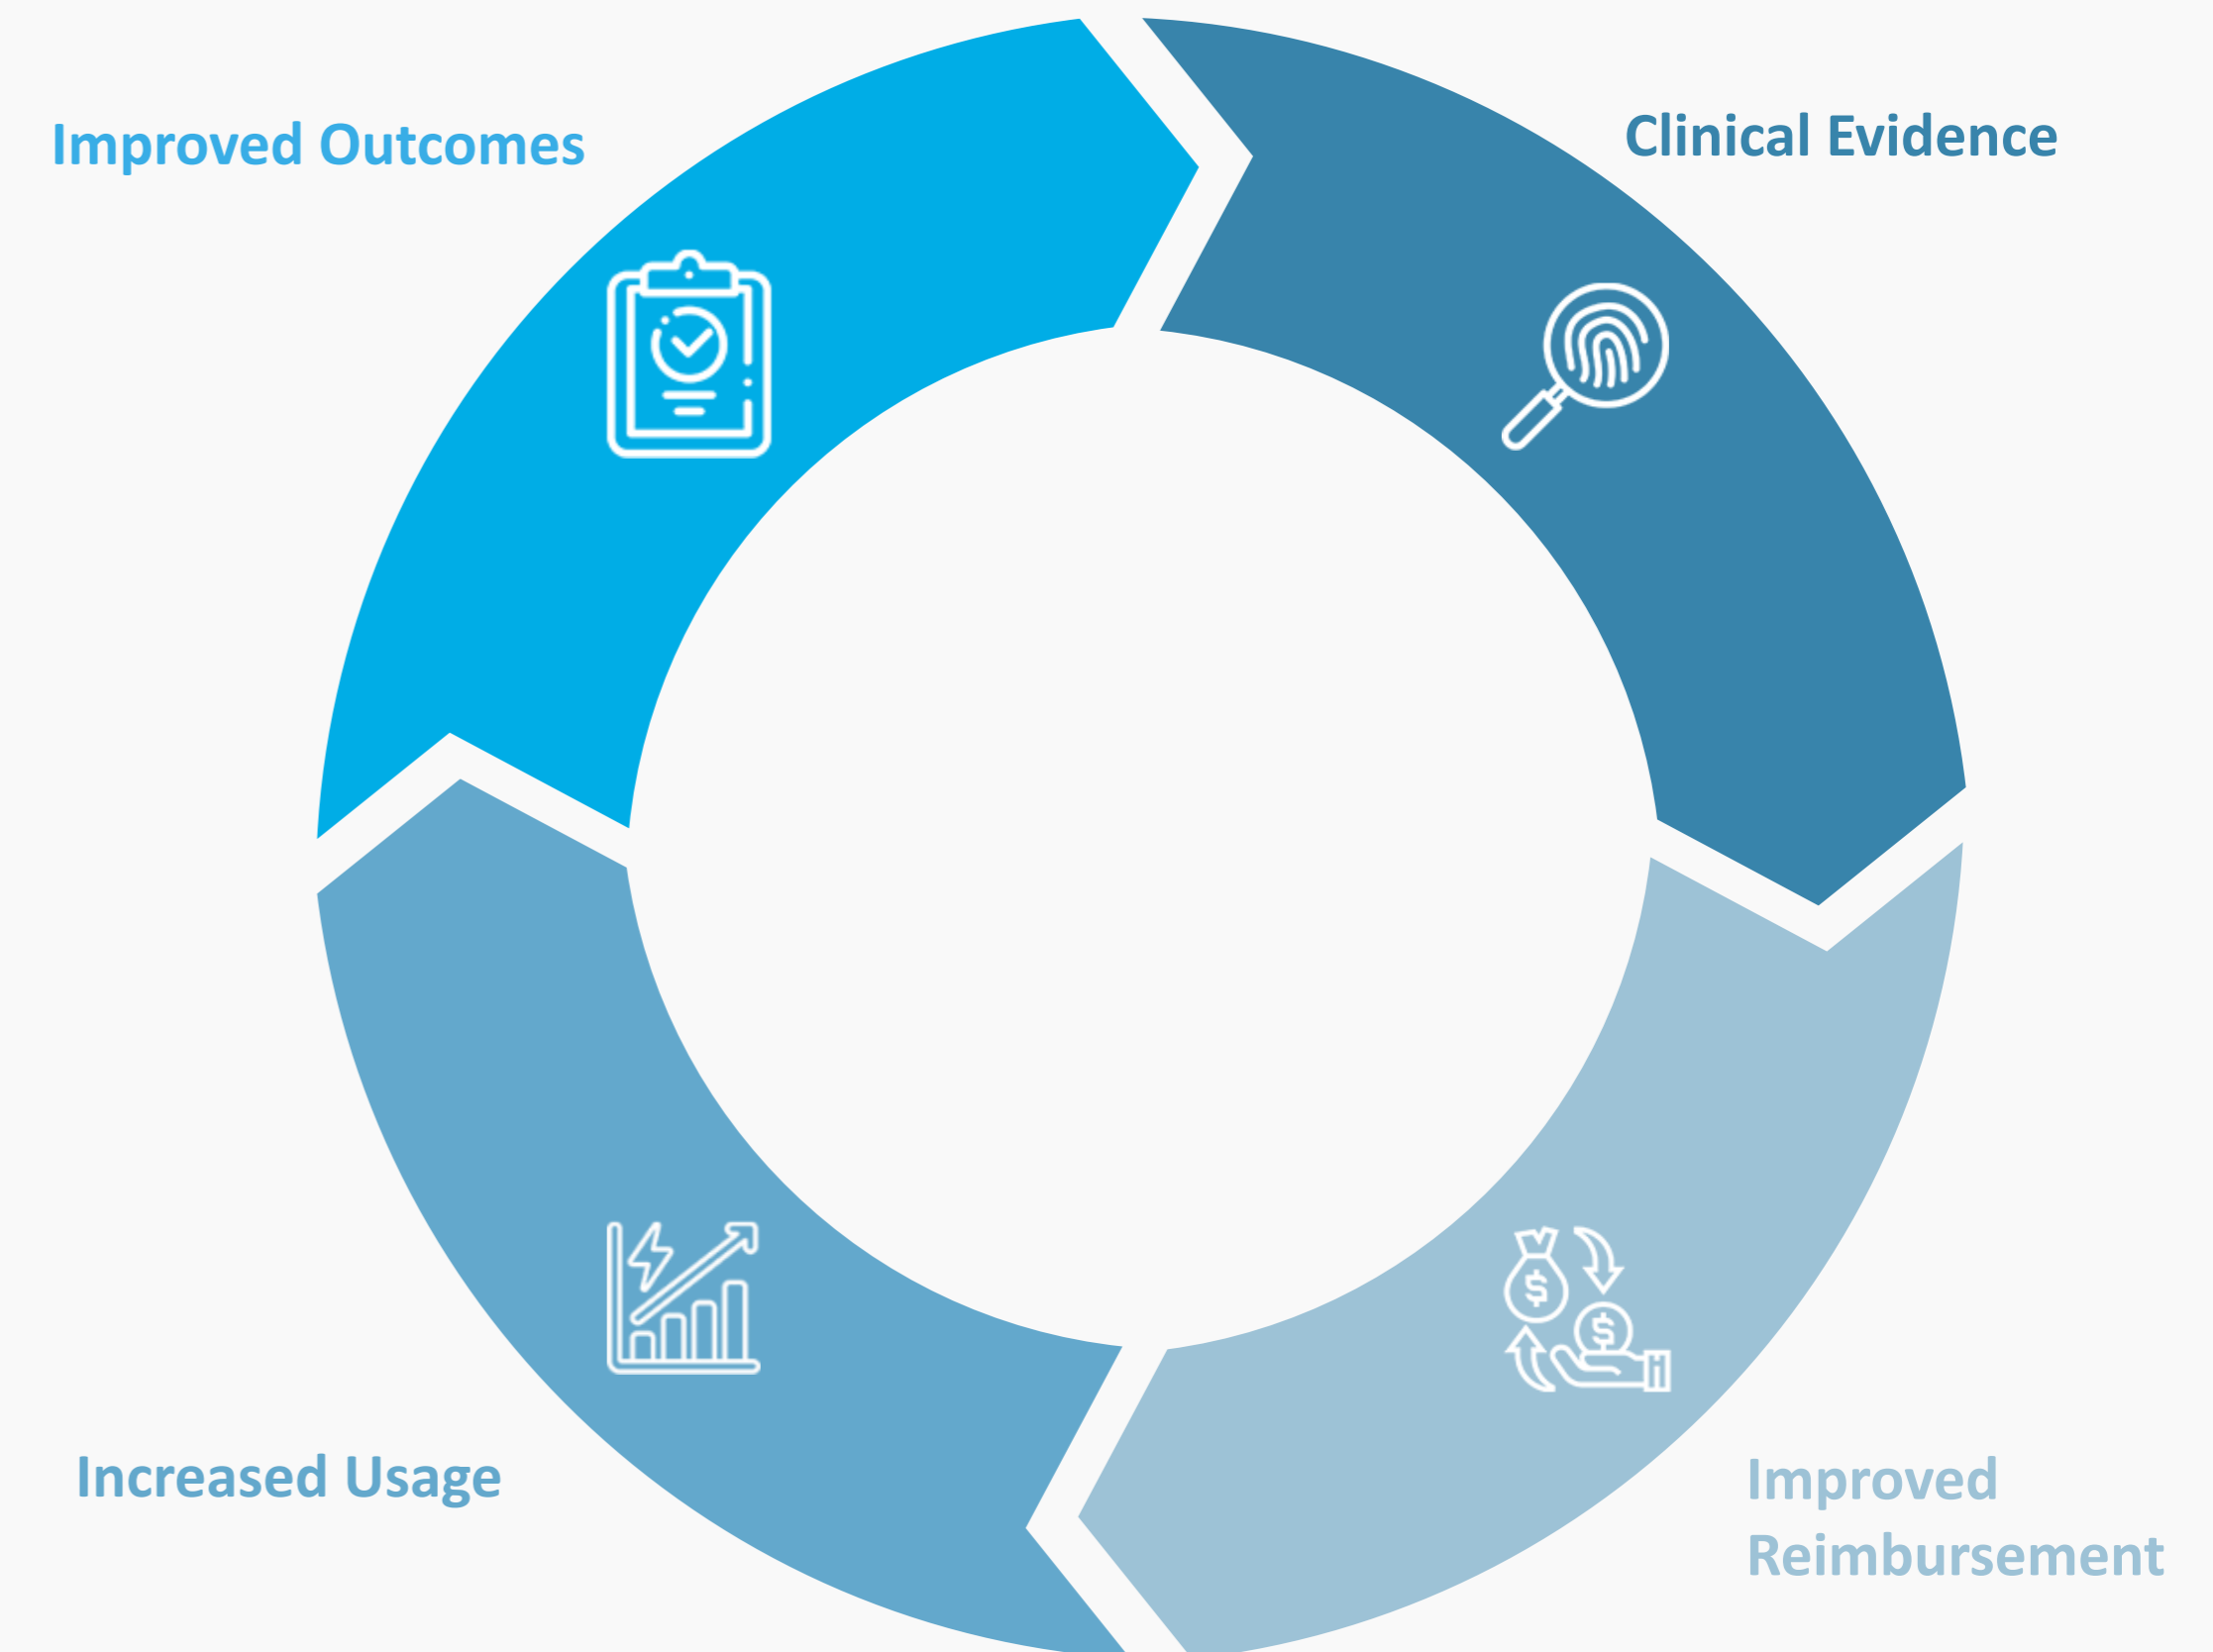 Improved Outcomes
Clinical Evidence
Increased Usage
Improved
Reimbursement